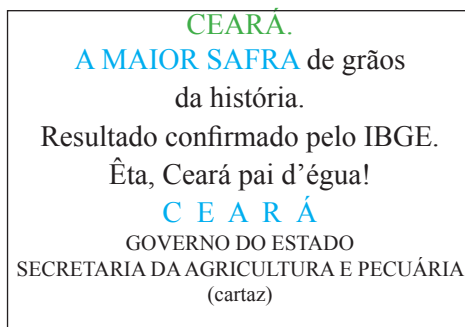 CEARÁ.
A MAIOR SAFRA de grãos
da história.
Resultado confirmado pelo IBGE.
Êta, Ceará pai d’égua!
C E A R Á
GOVERNO DO ESTADO
SECRETARIA DA AGRICULTURA E PECUÁRIA
(cartaz)